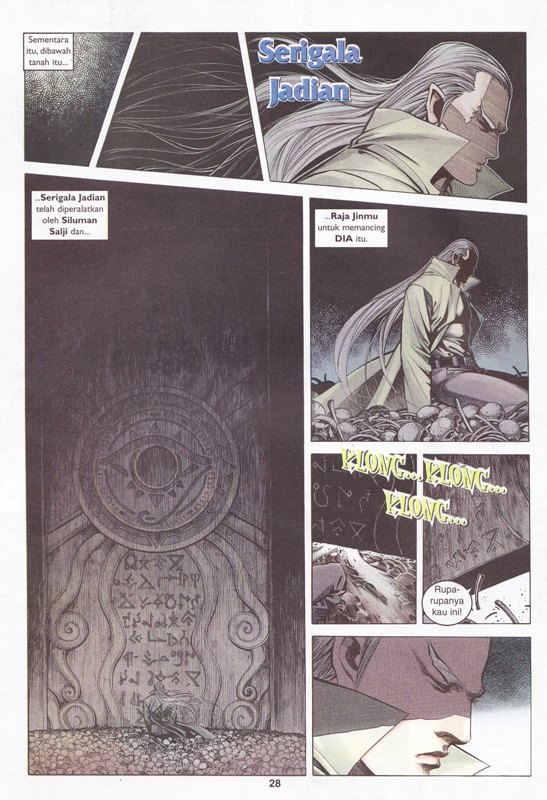 Sementara
itu, dibawah
tanah itu...
Serigala
Jadian
...Serigala Jadian
telah diperalatkan
oleh Siluman
Salji dan...
...Raja Jinmu
untuk memancing
DIA itu.
KLONG... KLONG...
KLONG...
Rupa-
rupanya
kau ini!
28